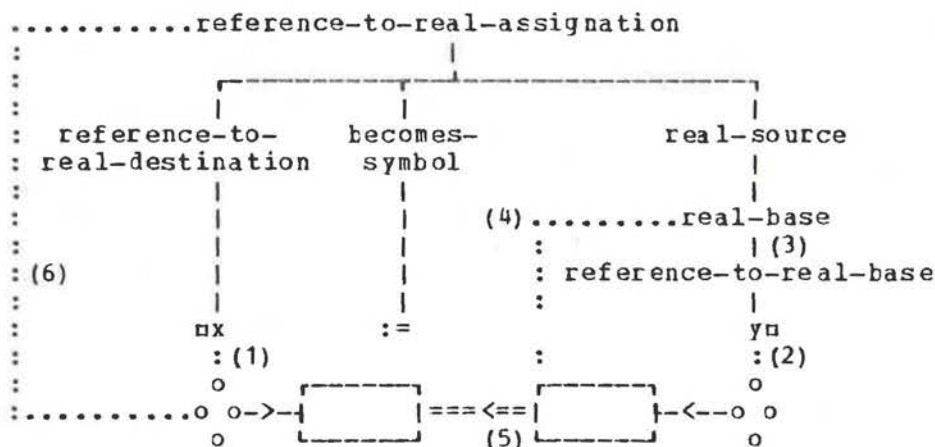 reference-to-real-assignation
reference-to- becomes- real-source
real-destination symbol
(4) real-base
(3)
(6) reference-to-real-base
¤x := y¤
(1) (2)
o o
o o->- ===<== -<--o o
o (5) o